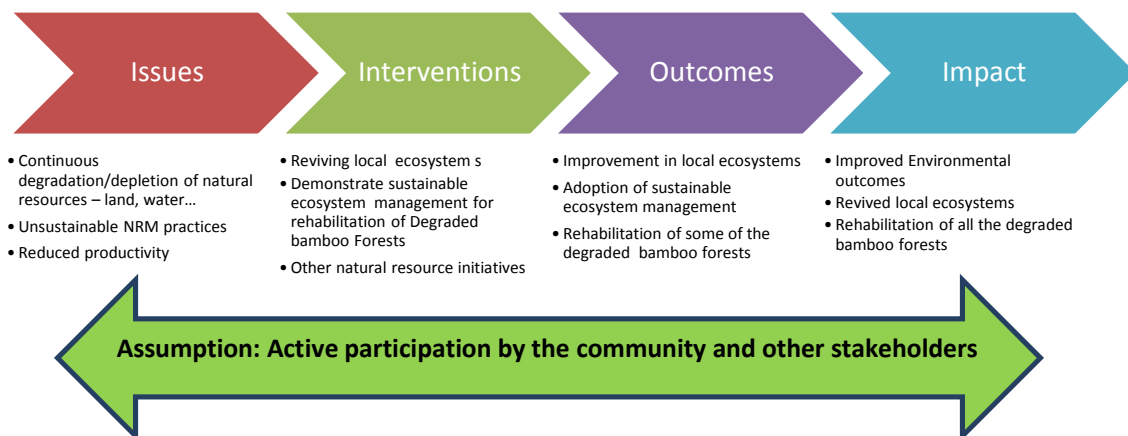 Issues
Interventions
Outcomes
Impact
• Continuous
degradation/depletion of natural
resources – land, water…
• Unsustainable NRM practices
• Reduced productivity
• Reviving local ecosystem s
• Demonstrate sustainable
ecosystem management for
rehabilitation of Degraded
bamboo Forests
• Other natural resource initiatives
• Improvement in local ecosystems
• Adoption of sustainable
ecosystem management
• Rehabilitation of some of the
degraded bamboo forests
• Improved Environmental
outcomes
• Revived local ecosystems
• Rehabilitation of all the degraded
bamboo forests
Assumption: Active participation by the community and other stakeholders